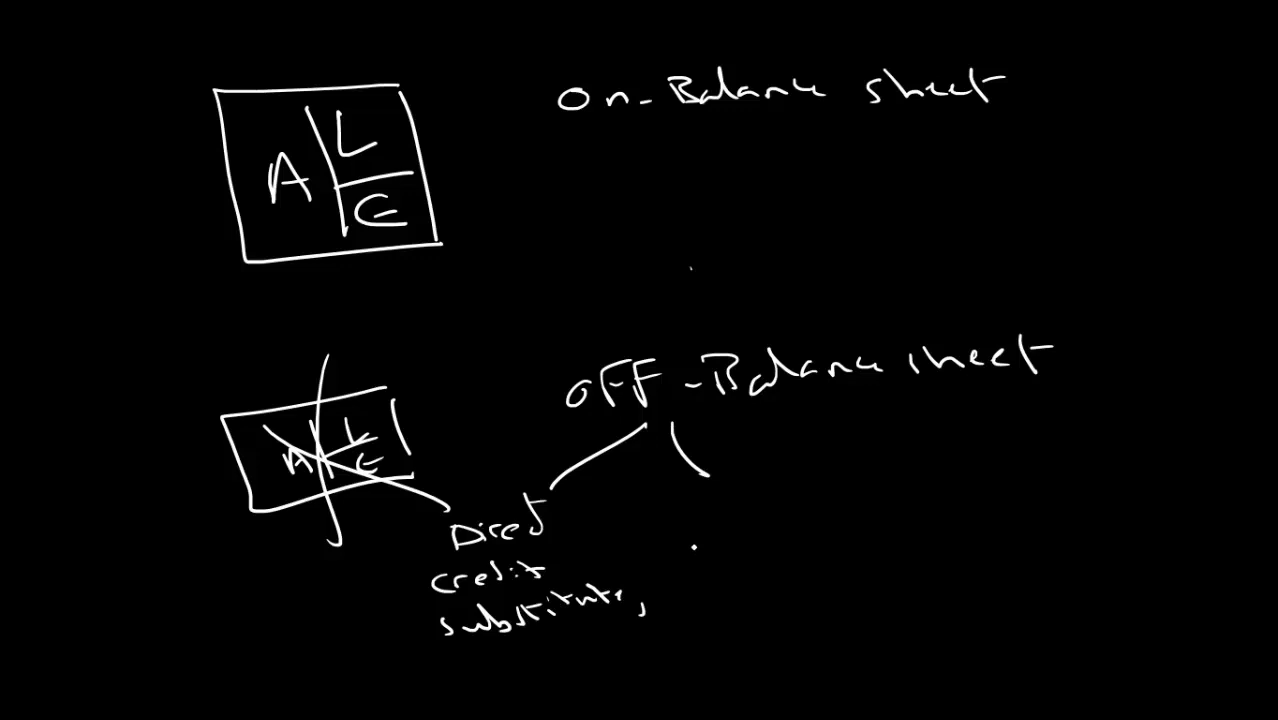 On-Balance sheet
A
L
E
OFF-Balance sheet
A
L
E
Direct
credit
substitutes